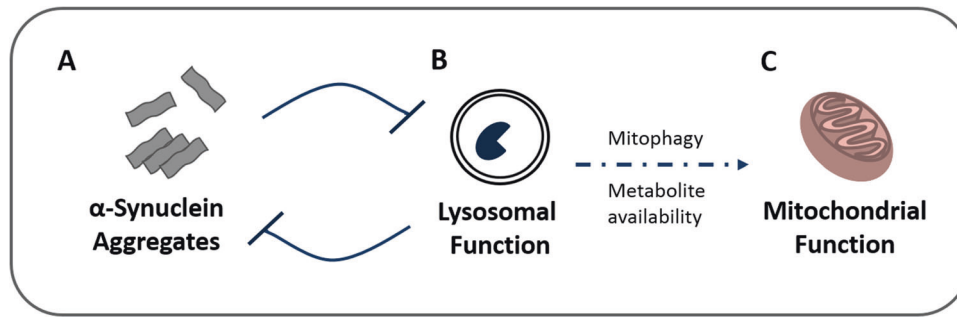 A
B
C
Mitophagy
Metabolite
availability
α-Synuclein
Aggregates
Lysosomal
Function
Mitochondrial
Function